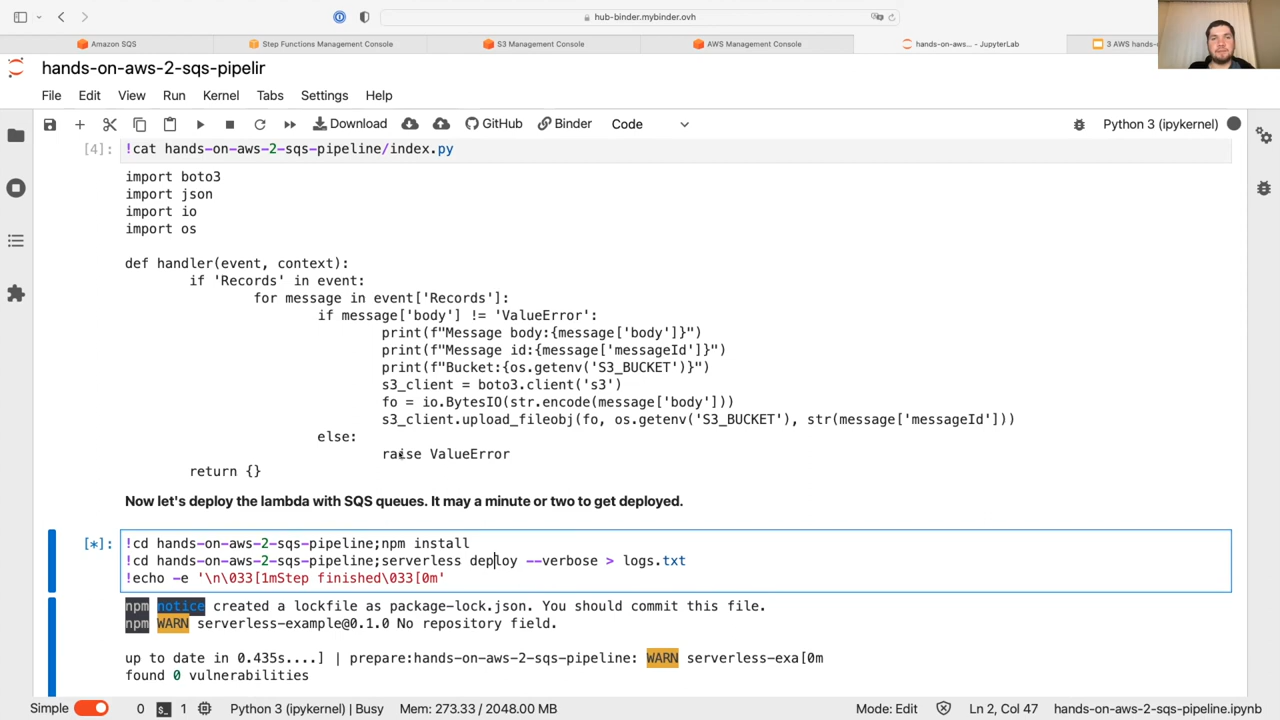 hub-binder.mybinder.ovh
Amazon SQS
Step Functions Management Console
S3 Management Console
AWS Management Console
hands-on-aws... - JupyterLab
3 AWS hands-
hands-on-aws-2-sqs-pipelir
File Edit View Run Kernel Tabs Settings Help
Download GitHub Binder Code Python 3 (ipykernel)
[4]: !cat hands-on-aws-2-sqs-pipeline/index.py
import boto3
import json
import io
import os
def handler(event, context):
if 'Records' in event:
for message in event['Records']:
if message['body'] != 'ValueError':
print(f"Message body:{message['body']}")
print(f"Message id:{message['messageId']}")
print(f"Bucket:{os.getenv('S3_BUCKET')}")
s3_client = boto3.client('s3')
fo = io.BytesIO(str.encode(message['body']))
s3_client.upload_fileobj(fo, os.getenv('S3_BUCKET'), str(message['messageId']))
else:
raise ValueError
return {}
Now let's deploy the lambda with SQS queues. It may a minute or two to get deployed.
[*]: !cd hands-on-aws-2-sqs-pipeline;npm install
!cd hands-on-aws-2-sqs-pipeline;serverless deploy --verbose > logs.txt
!echo -e '\n\033[1mStep finished\033[0m'
npm notice created a lockfile as package-lock.json. You should commit this file.
npm WARN serverless-example@0.1.0 No repository field.
up to date in 0.435s....] | prepare:hands-on-aws-2-sqs-pipeline: WARN serverless-exa[0m
found 0 vulnerabilities
Simple 0 1 Python 3 (ipykernel) | Busy Mem: 273.33 / 2048.00 MB Mode: Edit Ln 2, Col 47 hands-on-aws-2-sqs-pipeline.ipynb